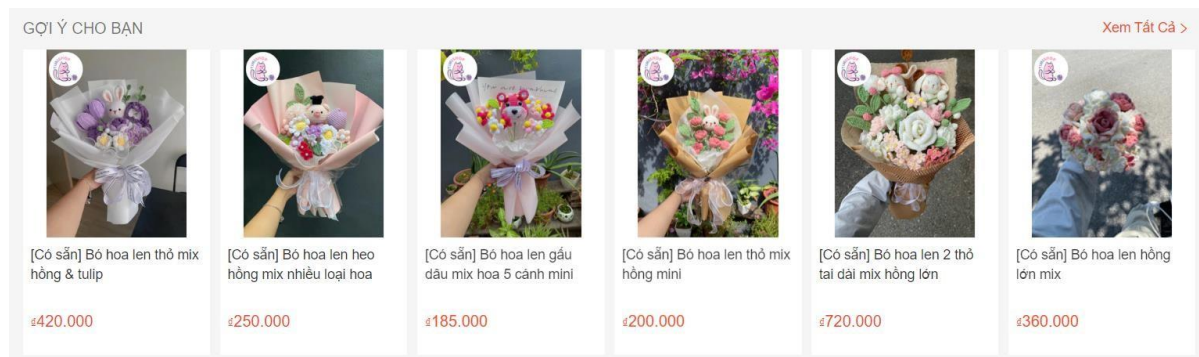 GỢI Ý CHO BẠN
Xem Tất Cả >
[Có sẵn] Bó hoa len thỏ mix
hồng & tulip
₫420.000
[Có sẵn] Bó hoa len heo
hồng mix nhiều loại hoa
₫250.000
[Có sẵn] Bó hoa len gấu
dâu mix hoa 5 cánh mini
₫185.000
[Có sẵn] Bó hoa len thỏ mix
hồng mini
₫200.000
[Có sẵn] Bó hoa len 2 thỏ
tai dài mix hồng lớn
₫720.000
[Có sẵn] Bó hoa len hồng
lớn mix
₫360.000